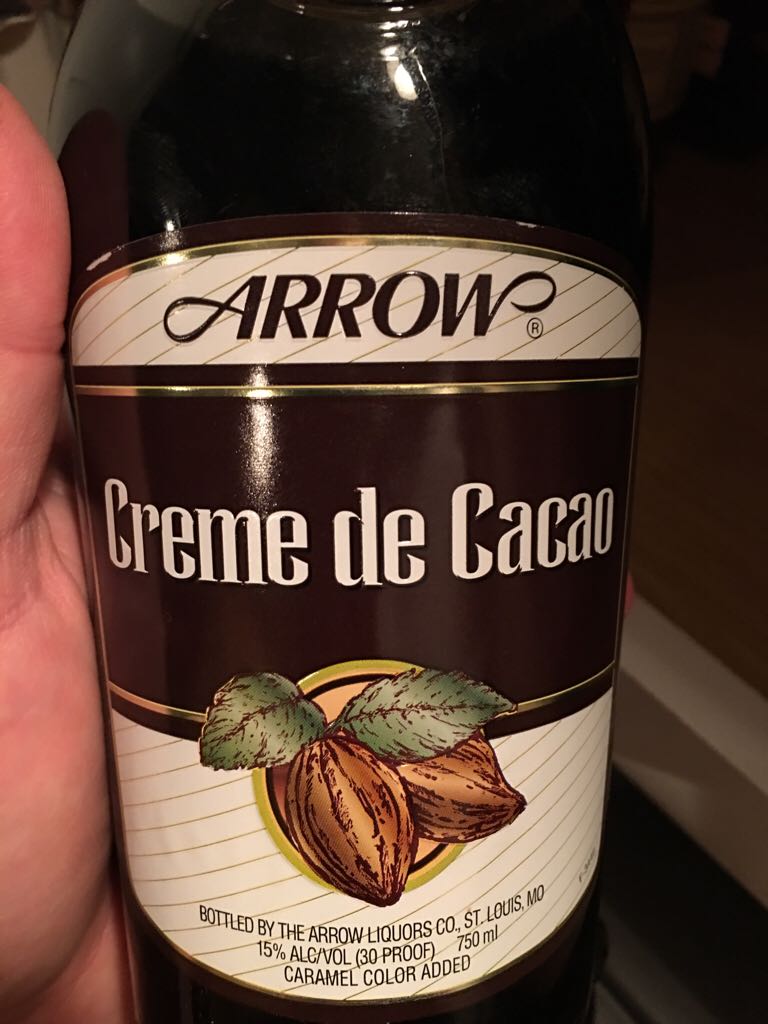 ARROW®
Creme de Cacao
BOTTLED BY THE ARROW LIQUORS CO., ST. LOUIS, MO
15% ALC/VOL (30 PROOF) 750 ml
CARAMEL COLOR ADDED